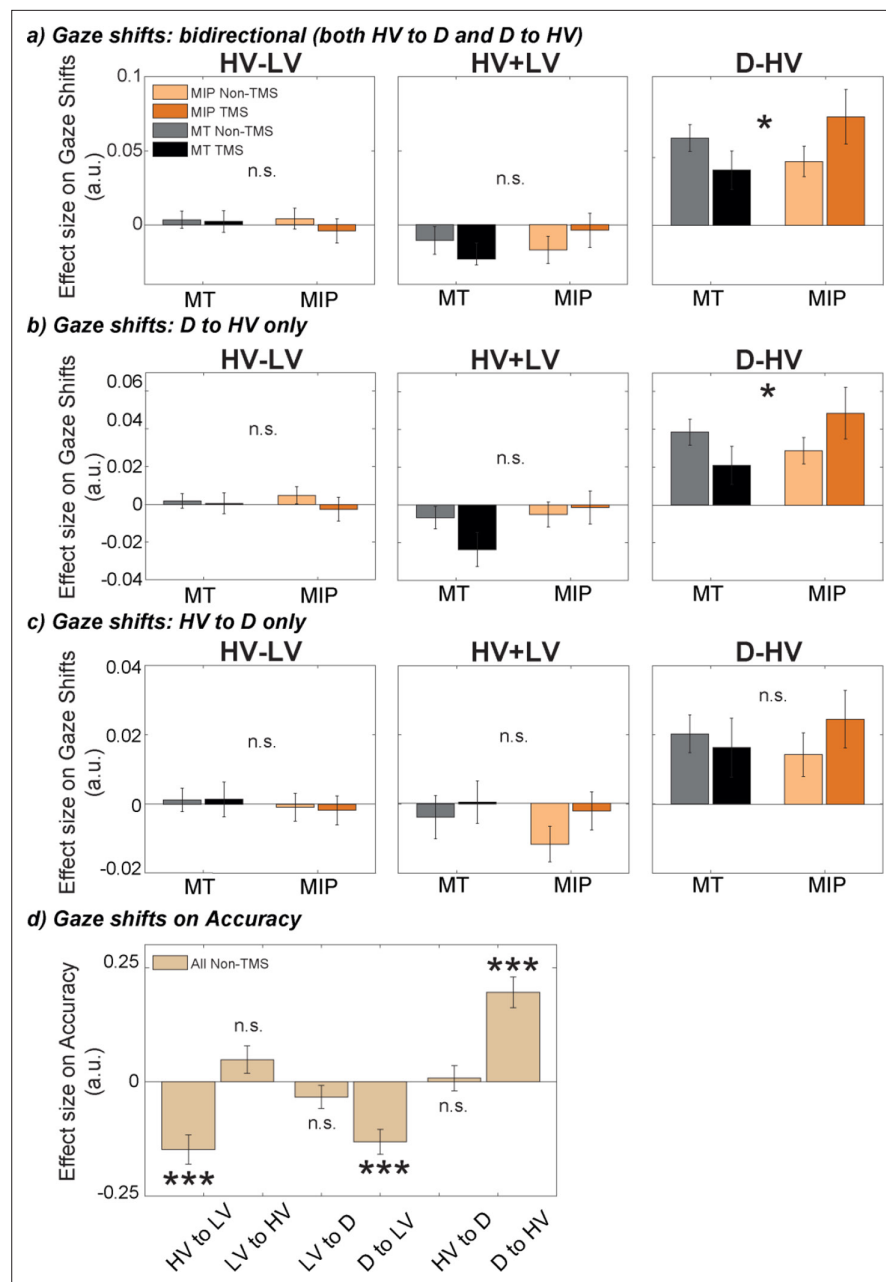 a) Gaze shifts: bidirectional (both HV to D and D to HV)
HV-LV
HV+LV
D-HV
Effect size on Gaze Shifts
(a.u.)
0.1
0.05
0
MIP Non-TMS
MIP TMS
MT Non-TMS
MT TMS
n.s.
n.s.
*
MT
MIP
MT
MIP
MT
MIP
b) Gaze shifts: D to HV only
HV-LV
HV+LV
D-HV
Effect size on Gaze Shifts
(a.u.)
0.06
0.04
0.02
0
-0.02
-0.04
n.s.
n.s.
*
MT
MIP
MT
MIP
MT
MIP
c) Gaze shifts: HV to D only
HV-LV
HV+LV
D-HV
Effect size on Gaze Shifts
(a.u.)
0.04
0.02
0
-0.02
n.s.
n.s.
n.s.
MT
MIP
MT
MIP
MT
MIP
d) Gaze shifts on Accuracy
Effect size on Accuracy
(a.u.)
0.25
0
-0.25
All Non-TMS
***
n.s.
n.s.
***
n.s.
***
HV to LV
LV to HV
LV to D
D to LV
HV to D
D to HV